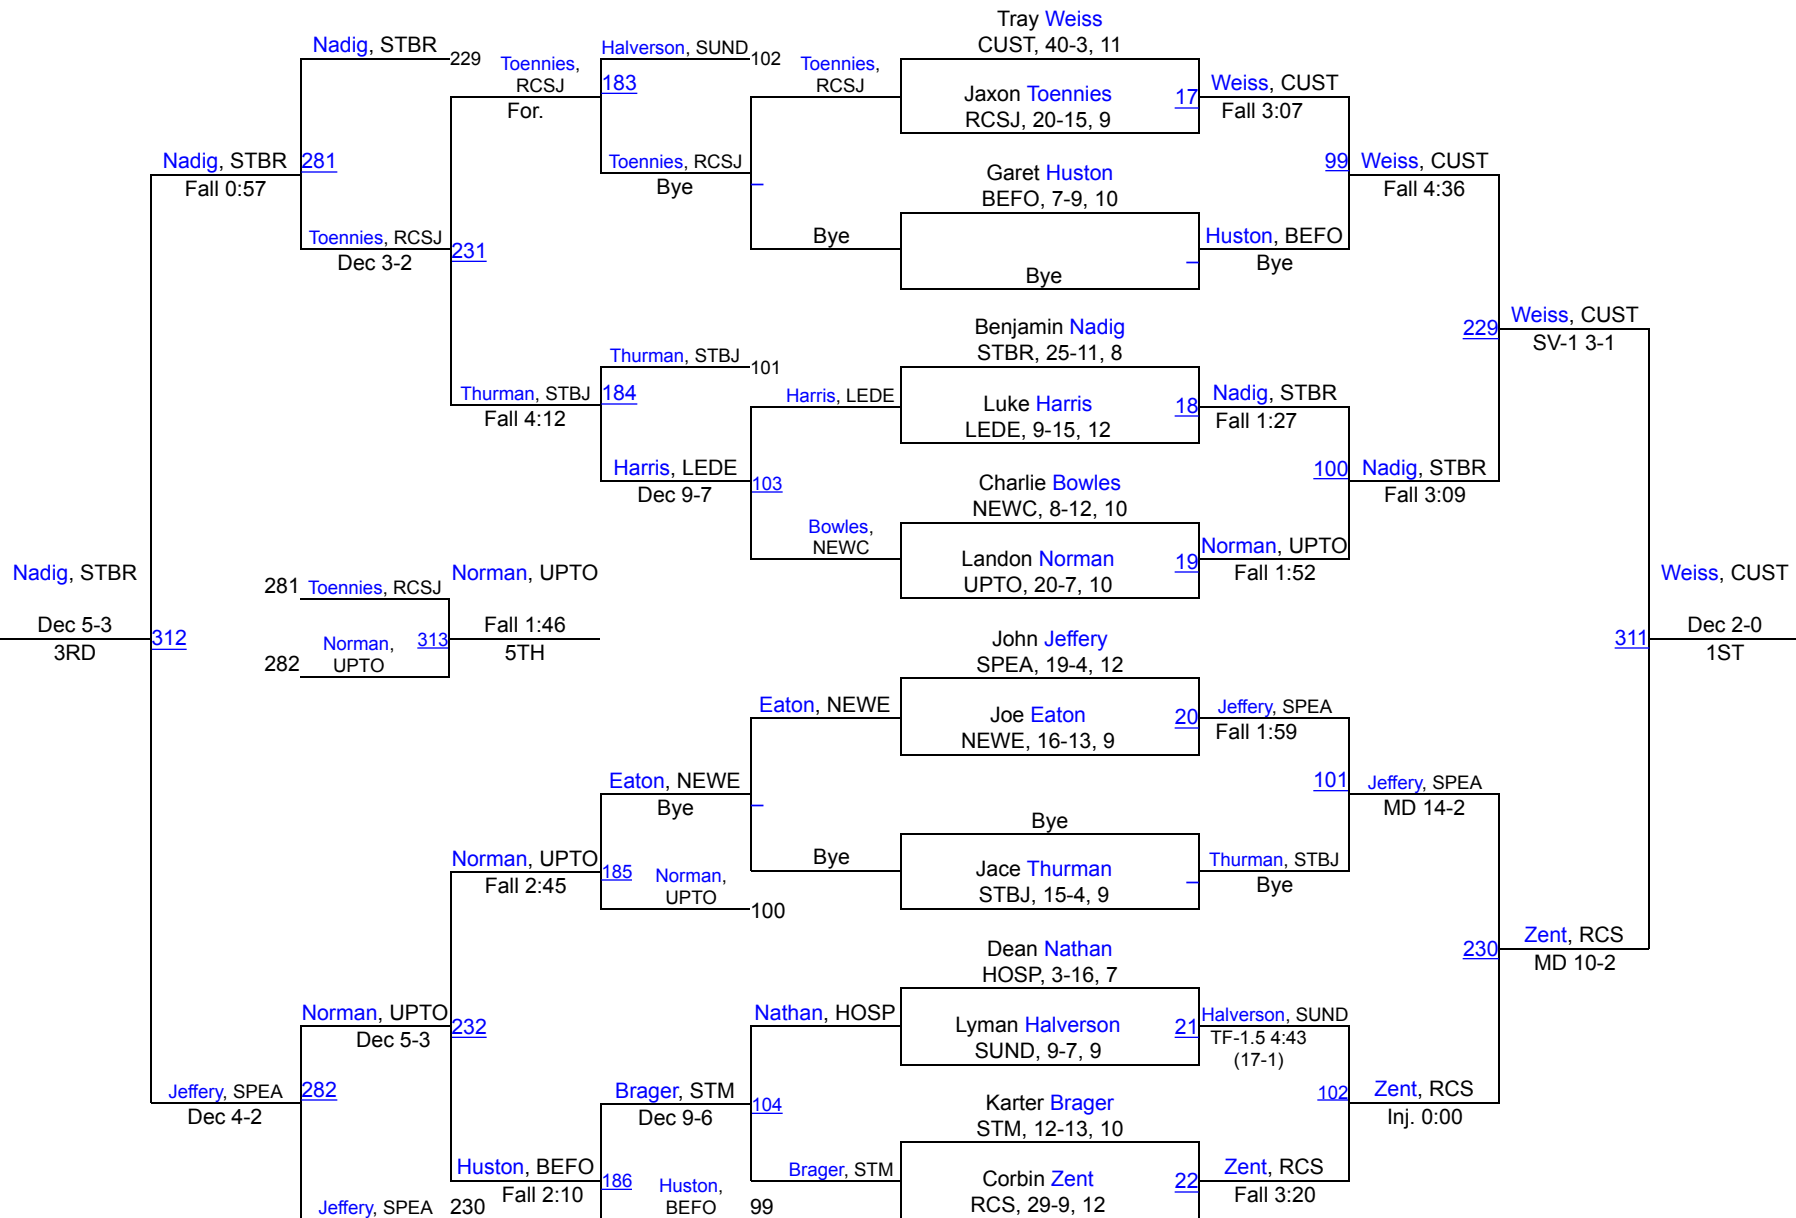 Nadig, STBR
229
281
Nadig, STBR
Fall 0:57
Toennies, RCSJ
Dec 3-2
231
Toennies,
RCSJ
For.
Halverson, SUND
102
183
Toennies, RCSJ
Bye
Toennies,
RCSJ
Bye
Thurman, STBJ
Fall 4:12
Thurman, STBJ
101
184
Harris, LEDE
Dec 9-7
103
Harris, LEDE
Bowles,
NEWC
Nadig, STBR
Dec 5-3
3RD
312
281
Toennies, RCSJ
282
Norman,
UPTO
313
Norman, UPTO
Fall 1:46
5TH
Eaton, NEWE
Eaton, NEWE
Bye
Bye
Norman, UPTO
Fall 2:45
185
Norman,
UPTO
100
Norman, UPTO
Dec 5-3
232
Jeffery, SPEA
Dec 4-2
282
Jeffery, SPEA
230
Huston, BEFO
Fall 2:10
186
Brager, STM
Dec 9-6
104
Nathan, HOSP
Brager, STM
Huston,
BEFO
99
Tray Weiss
CUST, 40-3, 11
Jaxon Toennies
RCSJ, 20-15, 9
17
Weiss, CUST
Fall 3:07
Garet Huston
BEFO, 7-9, 10
Bye
Huston, BEFO
Bye
99
Weiss, CUST
Fall 4:36
Benjamin Nadig
STBR, 25-11, 8
Luke Harris
LEDE, 9-15, 12
18
Nadig, STBR
Fall 1:27
Charlie Bowles
NEWC, 8-12, 10
Landon Norman
UPTO, 20-7, 10
19
Norman, UPTO
Fall 1:52
100
Nadig, STBR
Fall 3:09
229
Weiss, CUST
SV-1 3-1
John Jeffery
SPEA, 19-4, 12
Joe Eaton
NEWE, 16-13, 9
20
Jeffery, SPEA
Fall 1:59
Bye
Jace Thurman
STBJ, 15-4, 9
Thurman, STBJ
Bye
101
Jeffery, SPEA
MD 14-2
Dean Nathan
HOSP, 3-16, 7
Lyman Halverson
SUND, 9-7, 9
21
Halverson, SUND
TF-1.5 4:43
(17-1)
Karter Brager
STM, 12-13, 10
Corbin Zent
RCS, 29-9, 12
22
Zent, RCS
Fall 3:20
102
Zent, RCS
Inj. 0:00
230
Zent, RCS
MD 10-2
311
Weiss, CUST
Dec 2-0
1ST